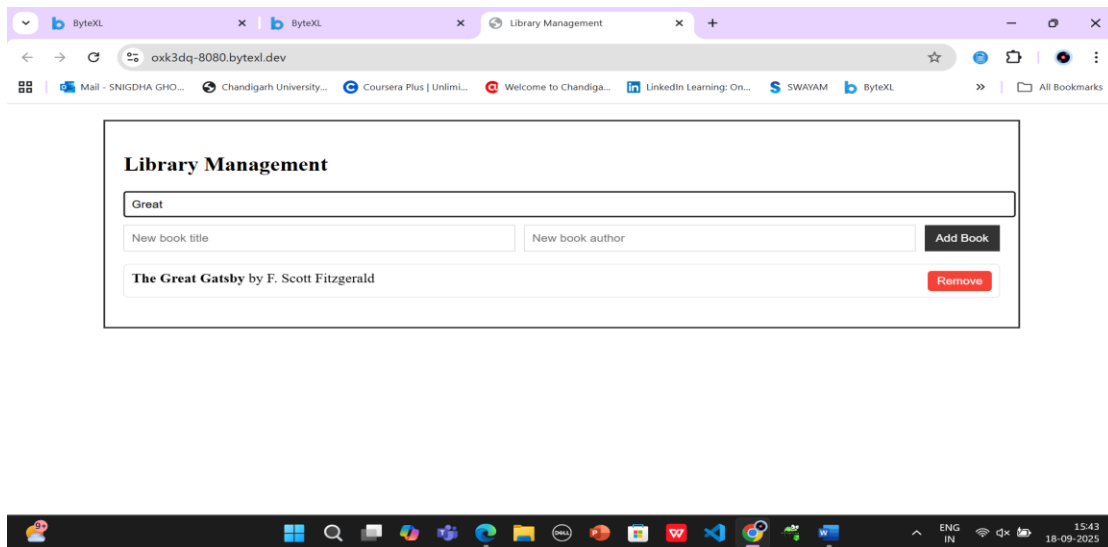 ByteXL
ByteXL
Library Management
oxk3dq-8080.bytexl.dev
Mail - SNIGDHA GHO...
Chandigarh University...
Coursera Plus | Unlimi...
Welcome to Chandiga...
LinkedIn Learning: On...
SWAYAM
ByteXL
All Bookmarks
Library Management
Great
New book title
New book author
Add Book
The Great Gatsby by F. Scott Fitzgerald
Remove
9+
DELL
ENG
IN
15:43
18-09-2025